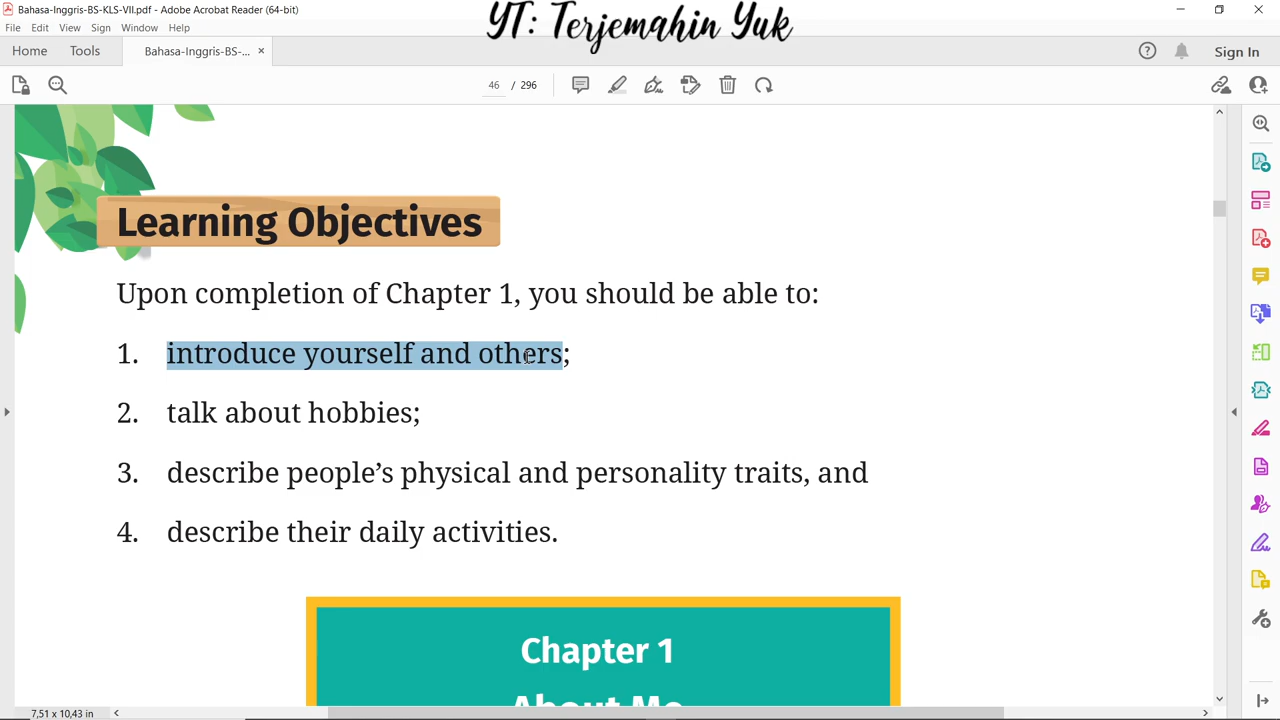 Bahasa-Inggris-BS-KLS-VII.pdf - Adobe Acrobat Reader (64-bit)
YT: Terjemahin Yuk
File Edit View Sign Window Help
Home Tools Bahasa-Inggris-BS-... × Sign In
46 / 296
Learning Objectives
Upon completion of Chapter 1, you should be able to:
1. introduce yourself and others;
2. talk about hobbies;
3. describe people’s physical and personality traits, and
4. describe their daily activities.
Chapter 1
About Me
7,51 x 10,43 in